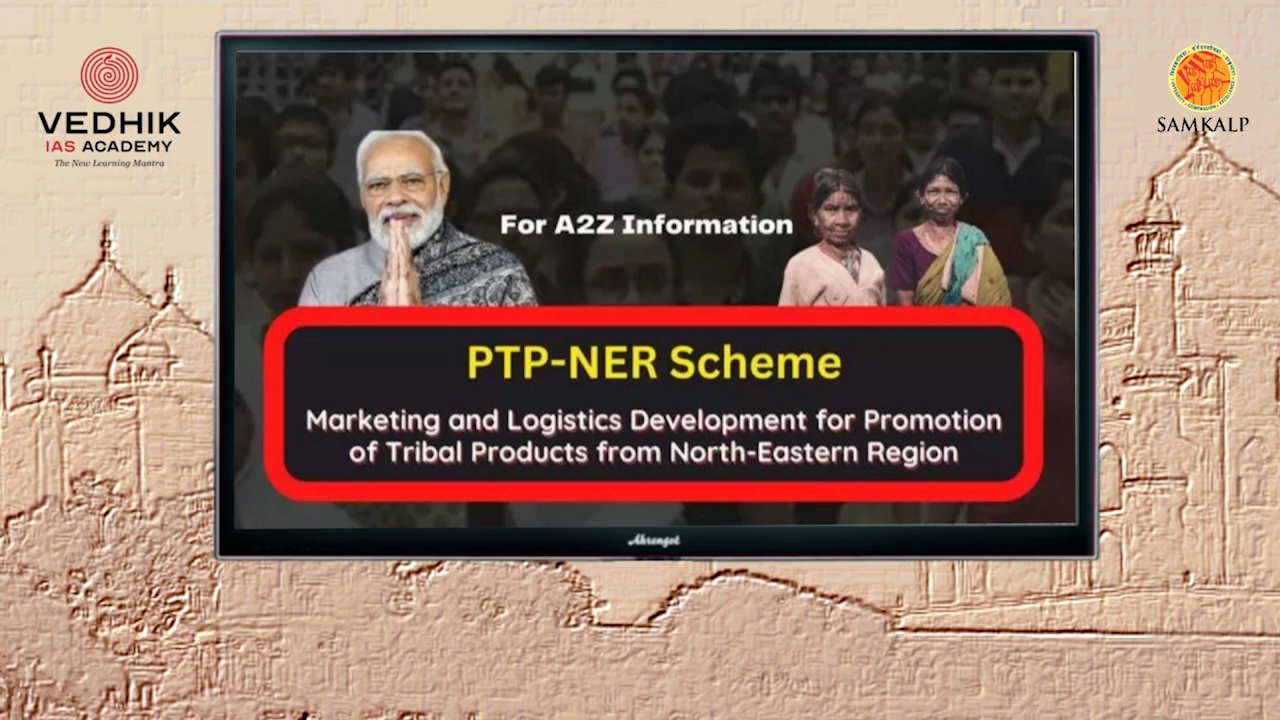 VEDHIK
IAS ACADEMY
The New Learning Mantra
SAMKALP
For A2Z Information
PTP-NER Scheme
Marketing and Logistics Development for Promotion
of Tribal Products from North-Eastern Region